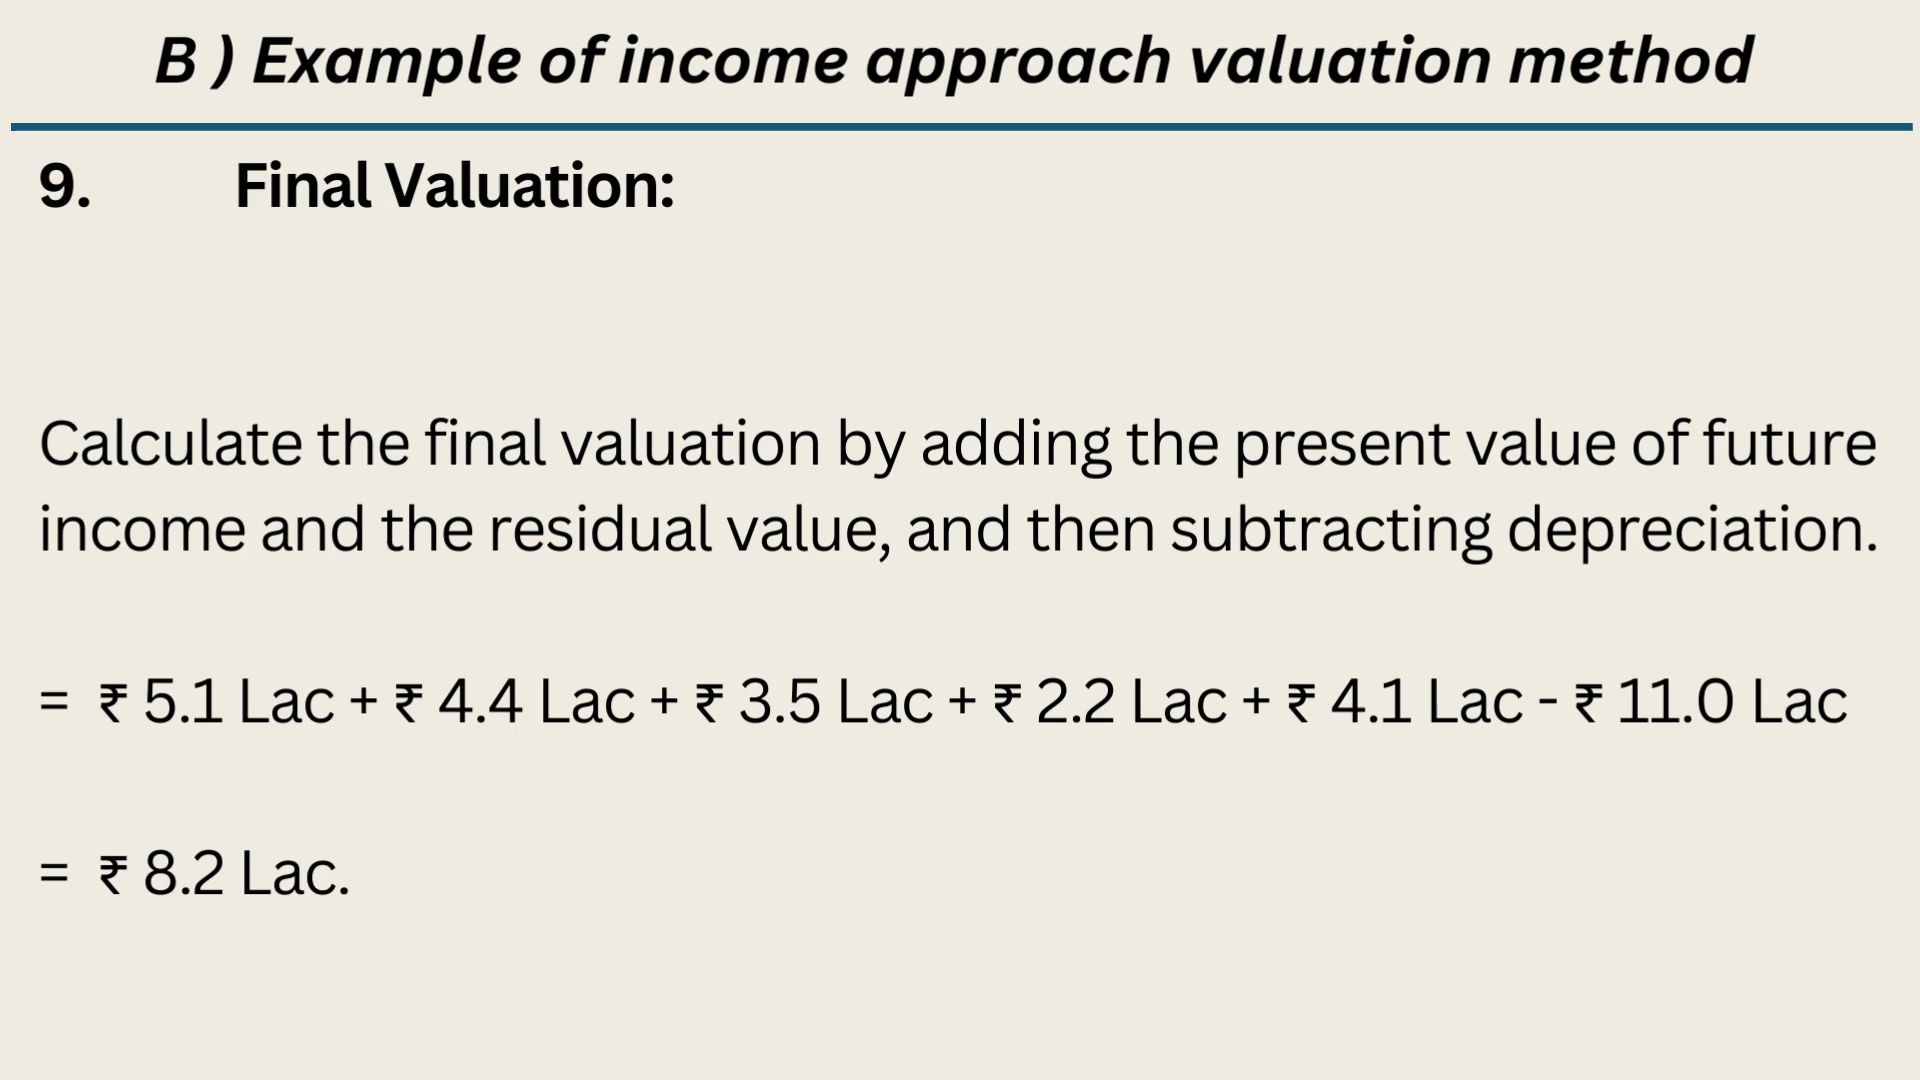 B ) Example of income approach valuation method
9. Final Valuation:
Calculate the final valuation by adding the present value of future
income and the residual value, and then subtracting depreciation.
= ₹ 5.1 Lac + ₹ 4.4 Lac + ₹ 3.5 Lac + ₹ 2.2 Lac + ₹ 4.1 Lac - ₹ 11.0 Lac
= ₹ 8.2 Lac.